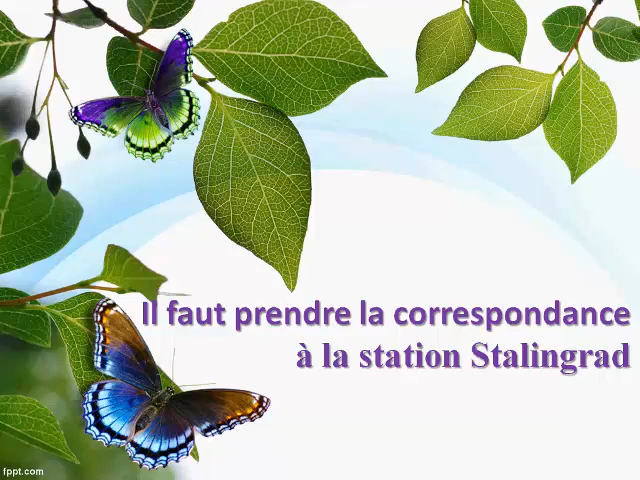 Il faut prendre la correspondance
à la station Stalingrad
fppt.com